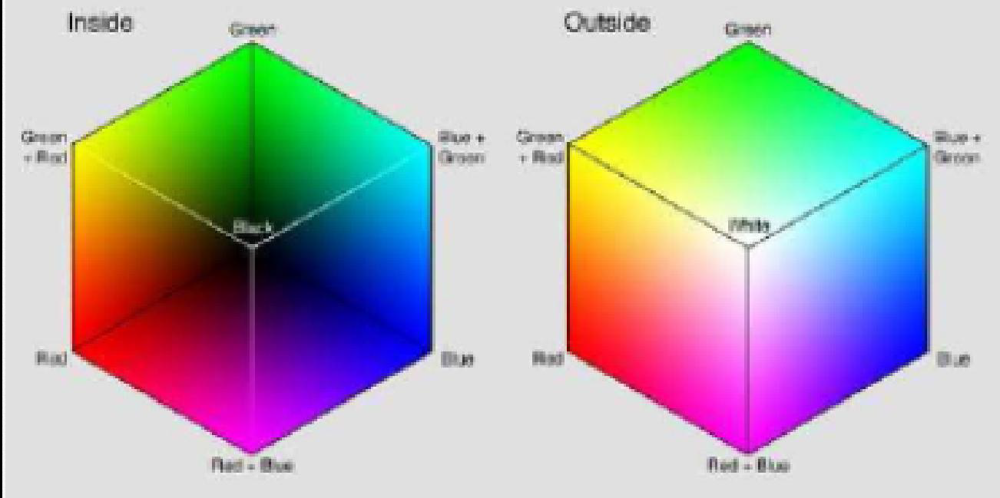 Inside
Green
Green
+ Red
Blue +
Green
Black
Red
Blue
Red + Blue
Outside
Green
Green
+ Red
Blue +
Green
White
Red
Blue
Red + Blue